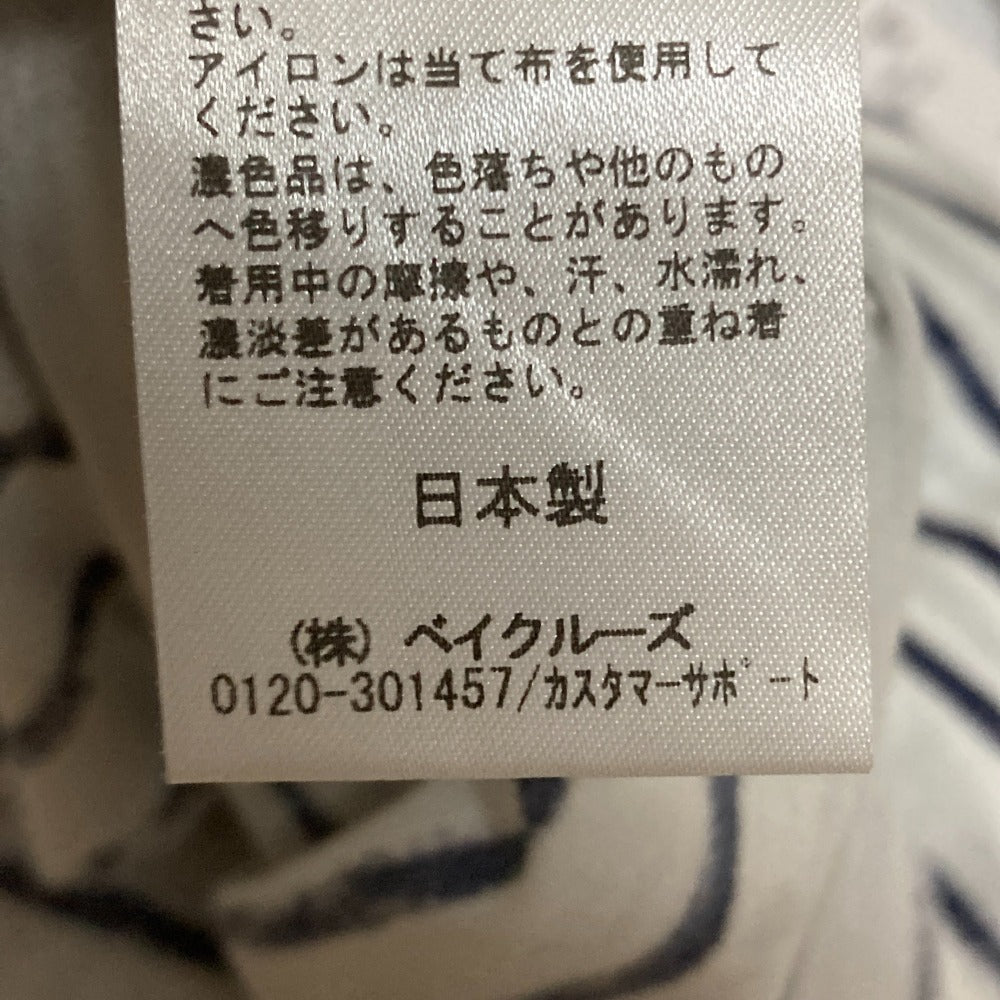 さい。
アイロンは当て布を使用して
ください。
濃色品は、色落ちや他のもの
へ色移りすることがあります。
着用中の摩擦や、汗、水濡れ、
濃淡差があるものとの重ね着
にご注意ください。
日本製
(株) ベイクルーズ
0120-301457/カスタマーサポート